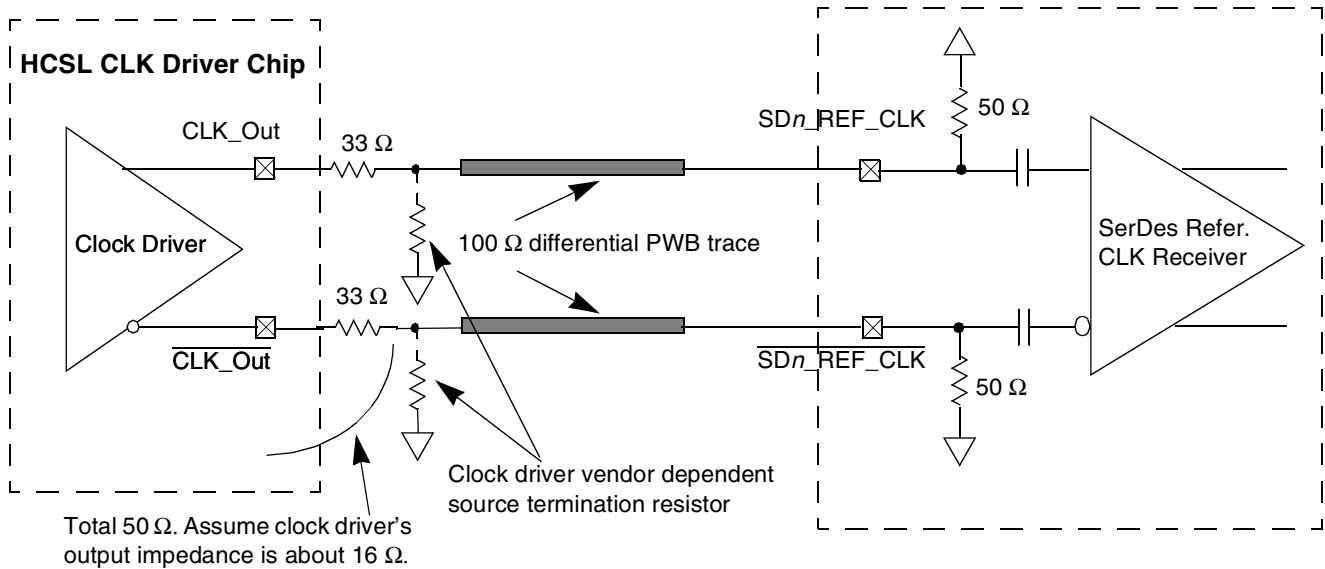 HCSL CLK Driver Chip
CLK_Out
33 Ω
SDn_REF_CLK
50 Ω
Clock Driver
100 Ω differential PWB trace
SerDes Refer.
CLK Receiver
33 Ω
CLK_Out
SDn_REF_CLK
50 Ω
Clock driver vendor dependent
source termination resistor
Total 50 Ω. Assume clock driver's
output impedance is about 16 Ω.